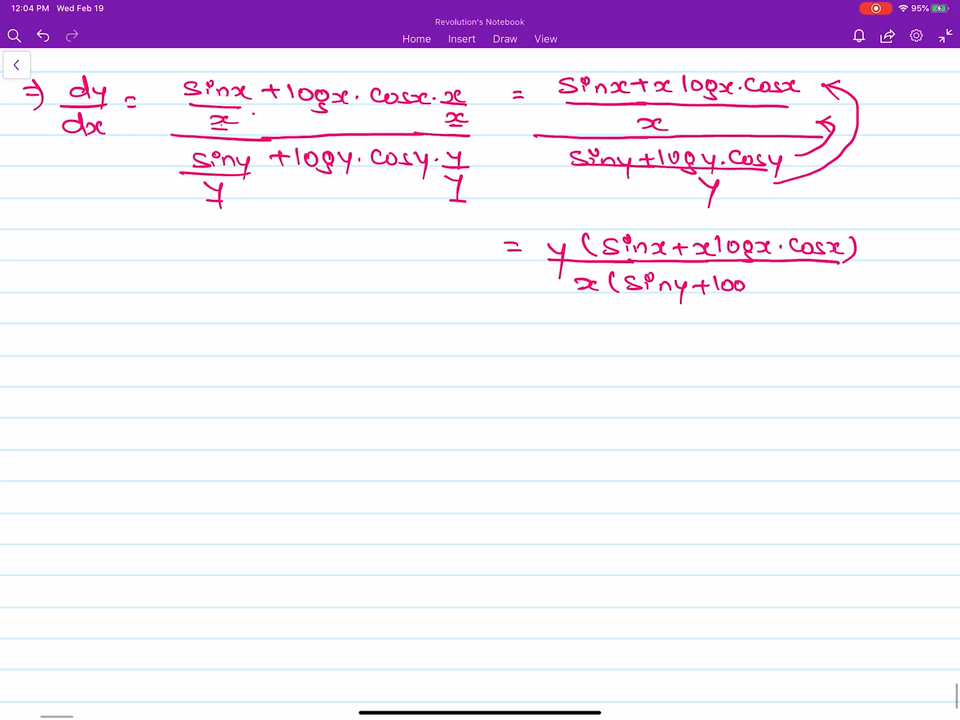 12:04 PM Wed Feb 19
95%
Revolution's Notebook
Home Insert Draw View
⇒ dy/dx = (sinx/x + logx · cosx · x/x) / (siny/y + logy · cosy · y/y) = ((sinx + x logx · cosx)/x) / ((siny + logy · cosy)/y)
= y (sinx + x logx · cosx) / x (siny + loo